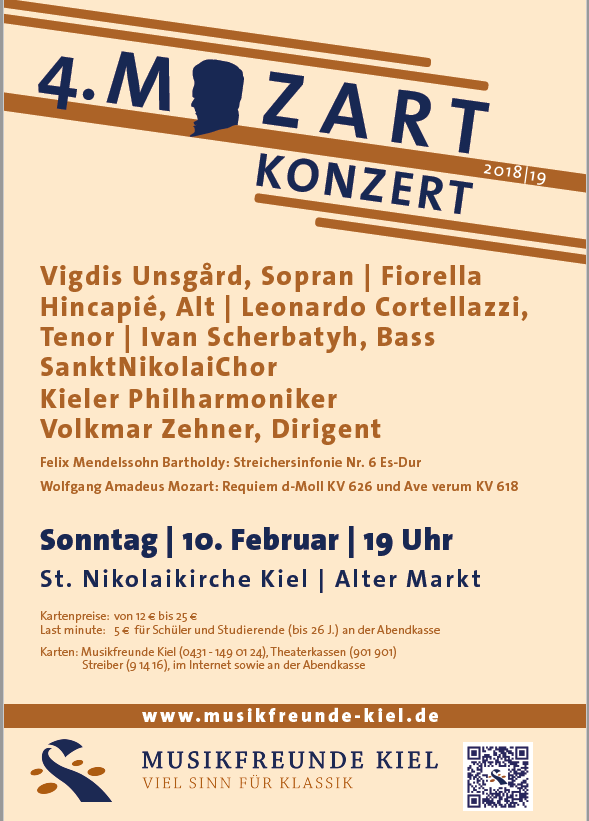 4. MOZART
KONZERT
2018|19
Vigdis Unsgård, Sopran | Fiorella
Hincapié, Alt | Leonardo Cortellazzi,
Tenor | Ivan Scherbatyh, Bass
SanktNikolaiChor
Kieler Philharmoniker
Volkmar Zehner, Dirigent
Felix Mendelssohn Bartholdy: Streichersinfonie Nr. 6 Es-Dur
Wolfgang Amadeus Mozart: Requiem d-Moll KV 626 und Ave verum KV 618
Sonntag | 10. Februar | 19 Uhr
St. Nikolaikirche Kiel | Alter Markt
Kartenpreise: von 12 € bis 25 €
Last minute: 5 € für Schüler und Studierende (bis 26 J.) an der Abendkasse
Karten: Musikfreunde Kiel (0431 - 149 01 24), Theaterkassen (901 901)
Streiber (9 14 16), im Internet sowie an der Abendkasse
www.musikfreunde-kiel.de
MUSIKFREUNDE KIEL
VIEL SINN FÜR KLASSIK